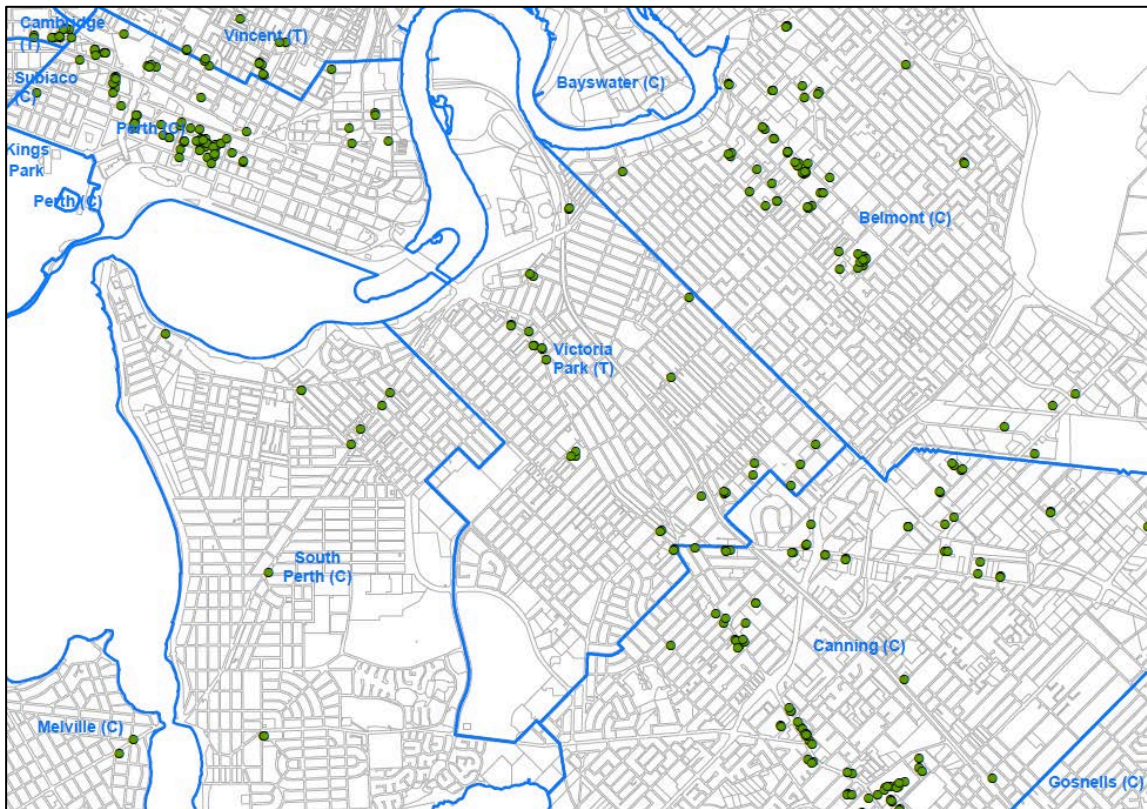 Cambridge
(T)
Vincent (T)
Subiaco
(C)
Bayswater (C)
Perth (C)
Kings
Park
Perth (C)
Belmont (C)
Victoria
Park (T)
South
Perth (C)
Canning (C)
Melville (C)
Gosnells (C)